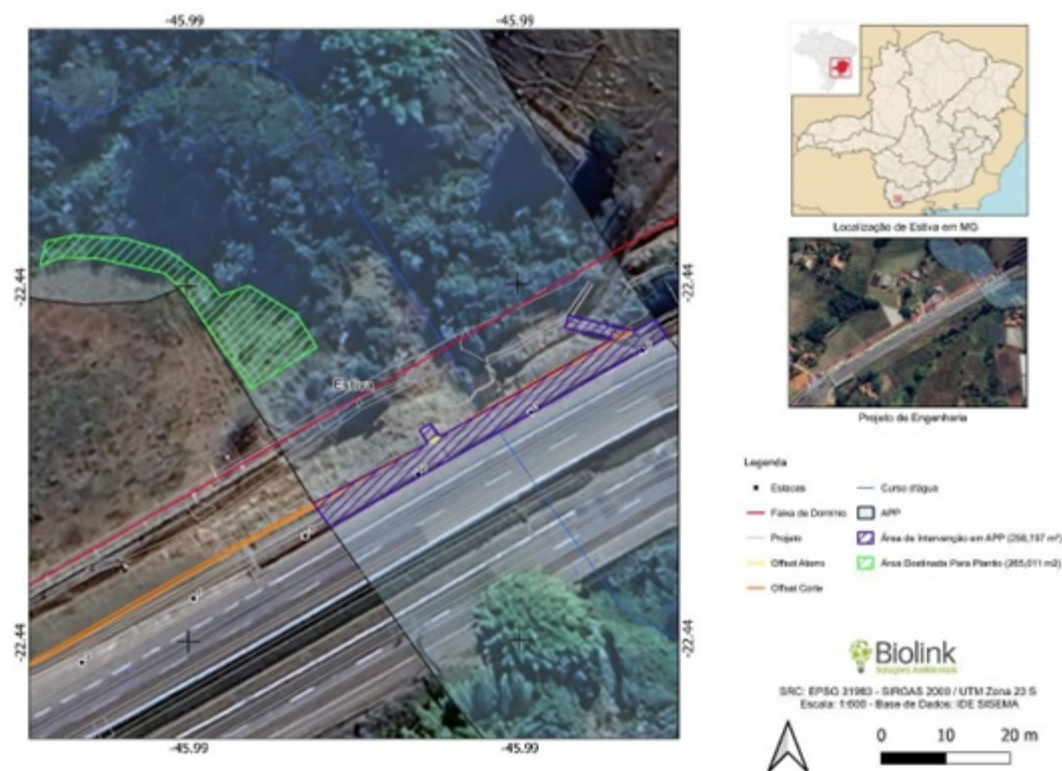 -45.99
-45.99
-22.44
-22.44
Estiva
-22.44
-22.44
-45.99
-45.99
Localização de Estiva em MG
Projeto de Engenharia
Legenda
Estacas
Faixa de Domínio
Projeto
Offset Aterro
Offset Corte
Curso d'água
APP
Área de Intervenção em APP (258,197 m²)
Área Destinada Para Plantio (265,011 m2)
Biolink
Soluções Ambientais
SRC: EPSG 31983 - SIRGAS 2000 / UTM Zona 23 S
Escala: 1:600 - Base de Dados: IDE SISEMA
0 10 20 m